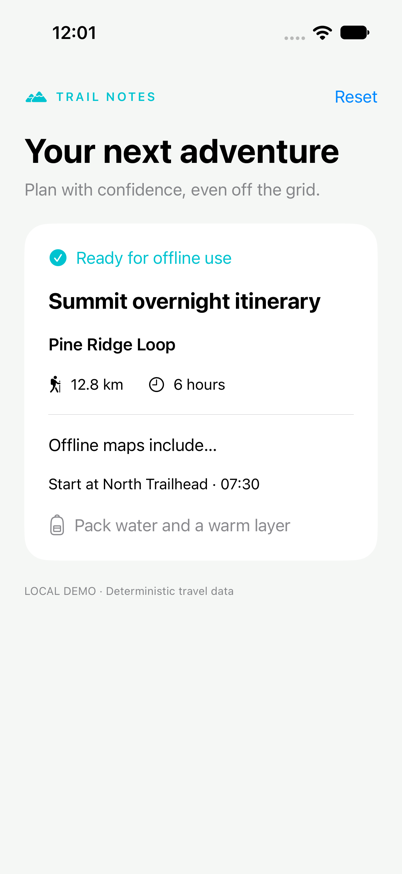 12:01
TRAIL NOTES
Reset
Your next adventure
Plan with confidence, even off the grid.
Ready for offline use
Summit overnight itinerary
Pine Ridge Loop
12.8 km
6 hours
Offline maps include...
Start at North Trailhead · 07:30
Pack water and a warm layer
LOCAL DEMO · Deterministic travel data